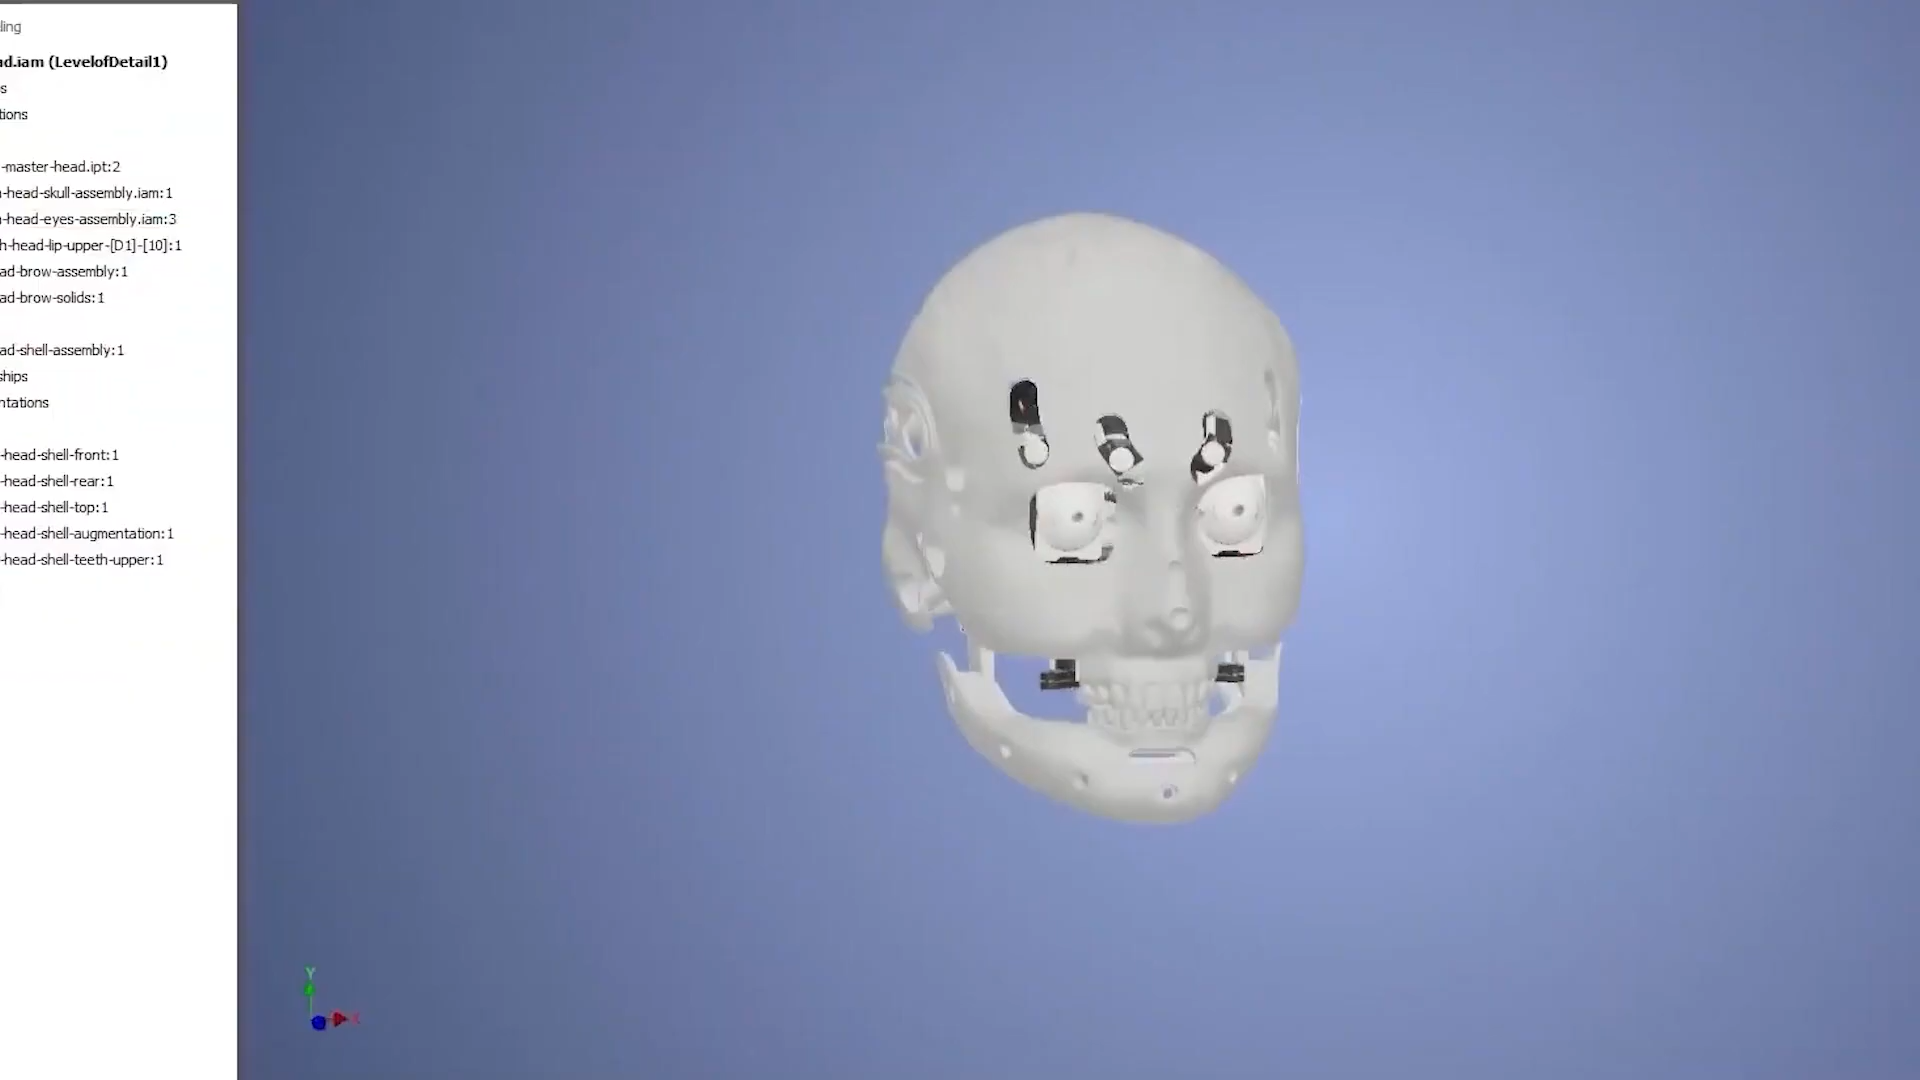 ling
ad.iam (LevelofDetail1)
s
tions
-master-head.ipt:2
-head-skull-assembly.iam:1
-head-eyes-assembly.iam:3
h-head-lip-upper-[D1]-[10]:1
ad-brow-assembly:1
ad-brow-solids:1
ad-shell-assembly:1
ships
ntations
-head-shell-front:1
-head-shell-rear:1
-head-shell-top:1
-head-shell-augmentation:1
-head-shell-teeth-upper:1
Y
X